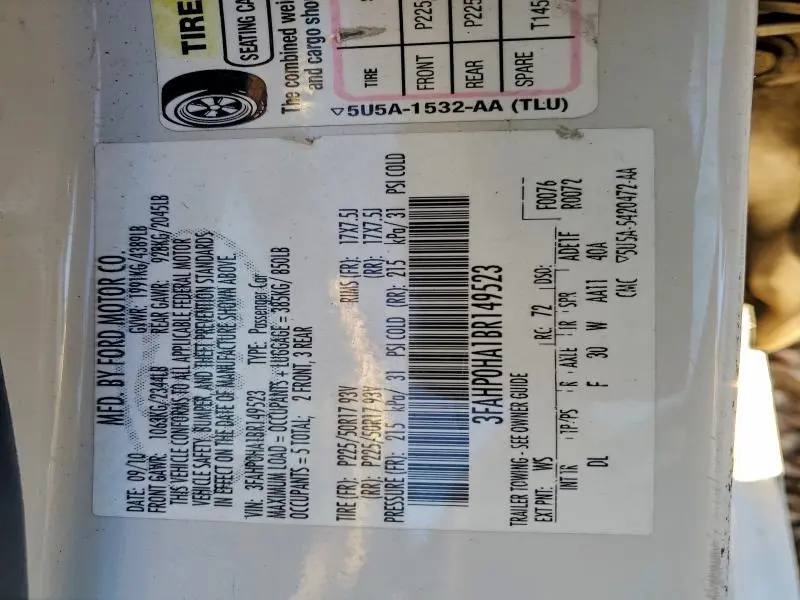 TIRE
SEATING CA
The combined wei
and cargo sho
TIRE
FRONT P225
REAR P225
SPARE T145
5U5A-1532-AA (TLU)
MFD. BY FORD MOTOR CO.
DATE: 09/10 GVWR: 1991KG/4389LB
FRONT GAWR: 1063KG/2344LB REAR GAWR: 928KG/2045LB
THIS VEHICLE CONFORMS TO ALL APPLICABLE FEDERAL MOTOR
VEHICLE SAFETY, BUMPER, AND THEFT PREVENTION STANDARDS
IN EFFECT ON THE DATE OF MANUFACTURE SHOWN ABOVE.
VIN: 3FAHP0HA1BR149523 TYPE: Passenger Car
MAXIMUM LOAD = OCCUPANTS + LUGGAGE = 385KG/ 850LB
OCCUPANTS = 5 TOTAL; 2 FRONT, 3 REAR
TIRE (FR): P225/50R17 93V RIMS (FR): 17X7.5J
(RR): P225/50R17 93V (RR): 17X7.5J
PRESSURE (FR): 215 kPa/ 31 PSI COLD (RR): 215 kPa/ 31 PSI COLD
3FAHP0HA1BR149523
TRAILER TOWING - SEE OWNER GUIDE
F0076
EXT PNT: WS RC: 72 DSO: R0072
INT TR TP/PS R AXLE TR SPR ADE1F
DL F 30 W AA11 40A
CMC ▽5U5A-5420472-AA